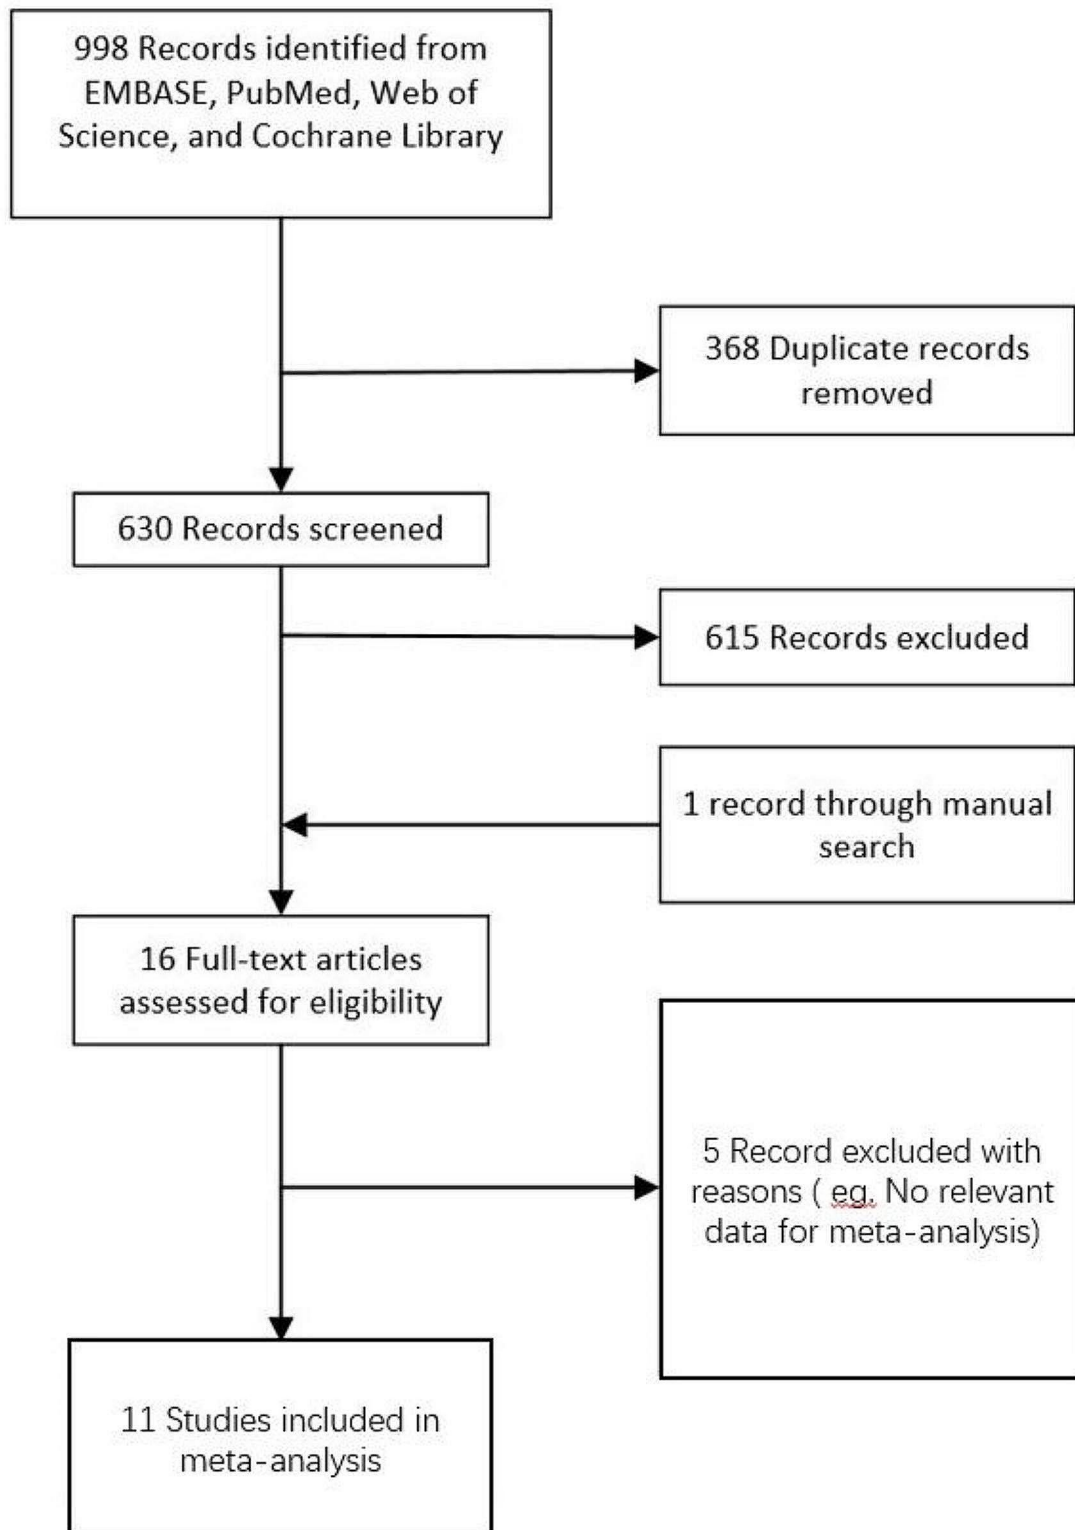 998 Records identified from
EMBASE, PubMed, Web of
Science, and Cochrane Library
368 Duplicate records
removed
630 Records screened
615 Records excluded
1 record through manual
search
16 Full-text articles
assessed for eligibility
5 Record excluded with
reasons ( eg. No relevant
data for meta-analysis)
11 Studies included in
meta-analysis